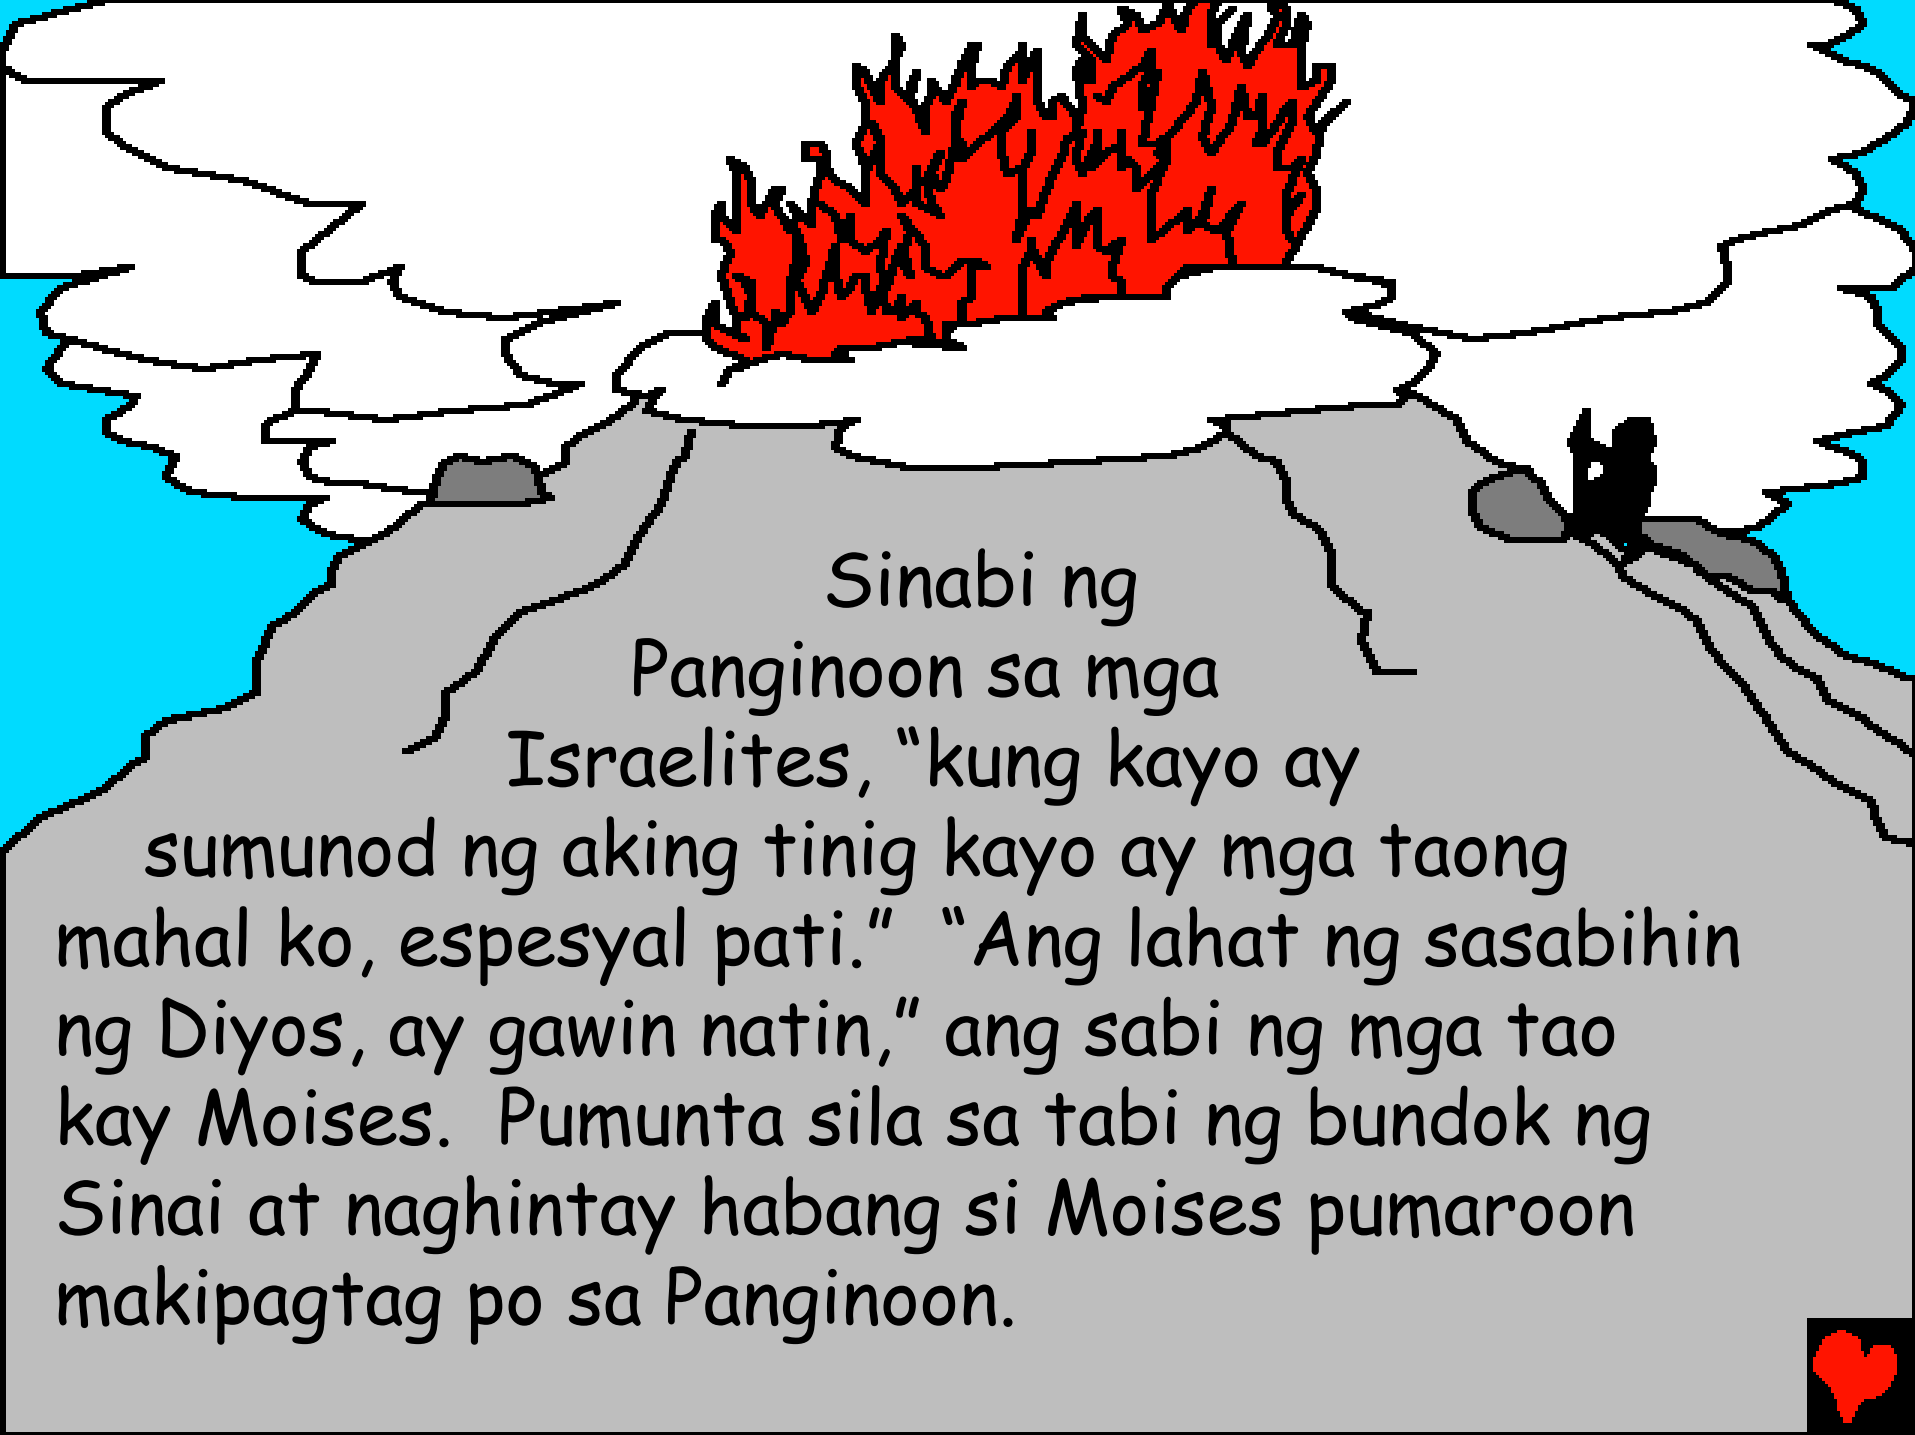 Sinabi ng
Panginoon sa mga
Israelites, “kung kayo ay
sumunod ng aking tinig kayo ay mga taong
mahal ko, espesyal pati.”  “Ang lahat ng sasabihin
ng Diyos, ay gawin natin,” ang sabi ng mga tao
kay Moises.  Pumunta sila sa tabi ng bundok ng
Sinai at naghintay habang si Moises pumaroon
makipagtag po sa Panginoon.